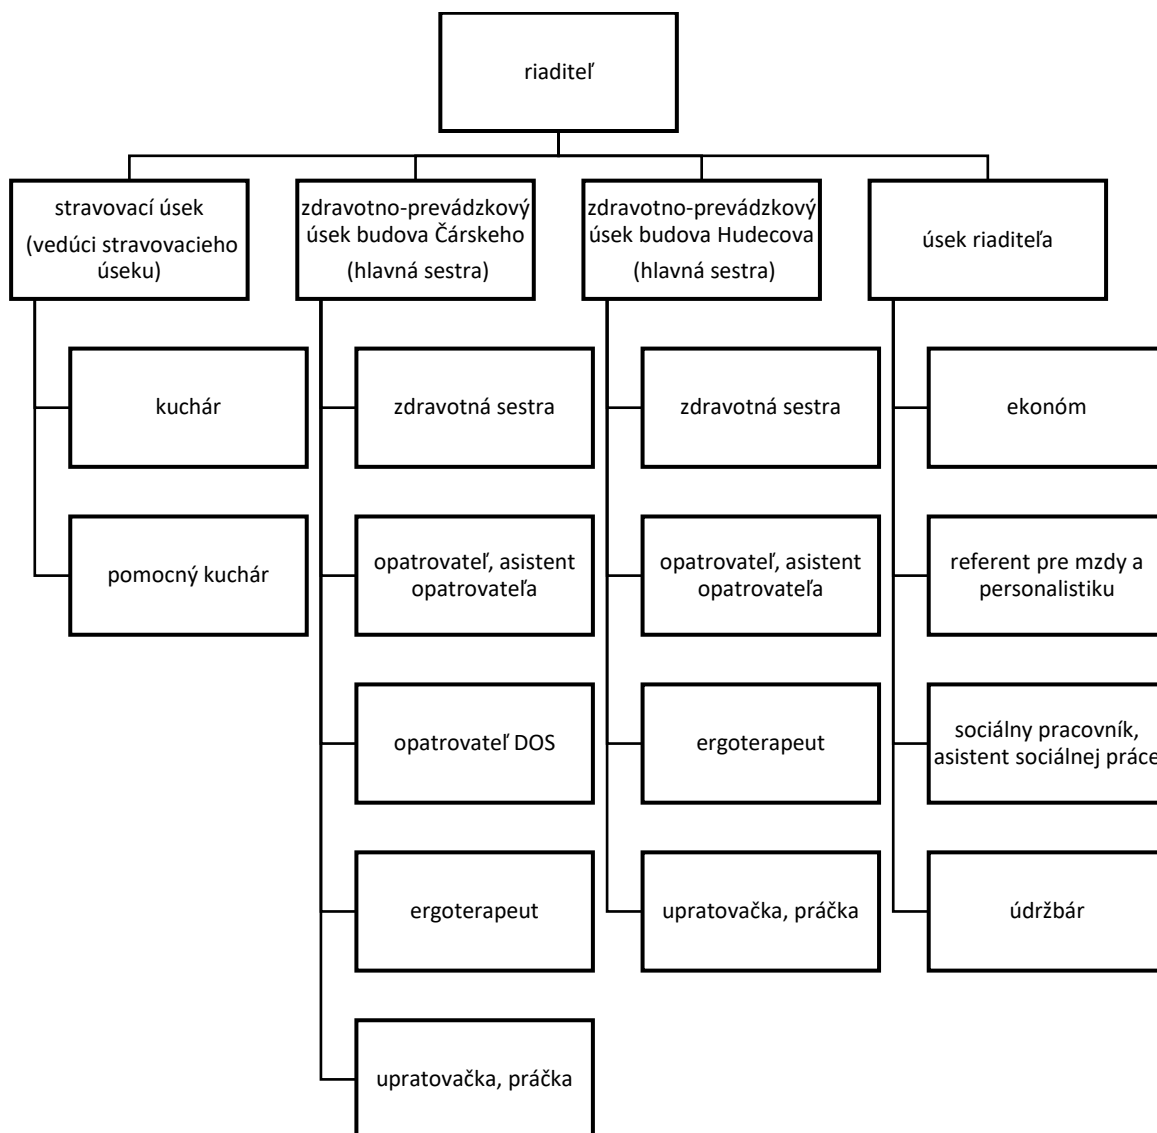 riaditeľ
stravovací úsek
(vedúci stravovacieho
úseku)
zdravotno-prevádzkový
úsek budova Čárskeho
(hlavná sestra)
zdravotno-prevádzkový
úsek budova Hudecova
(hlavná sestra)
úsek riaditeľa
kuchár
pomocný kuchár
zdravotná sestra
opatrovateľ, asistent
opatrovateľa
opatrovateľ DOS
ergoterapeut
upratovačka, práčka
zdravotná sestra
opatrovateľ, asistent
opatrovateľa
ergoterapeut
upratovačka, práčka
ekonóm
referent pre mzdy a
personalistiku
sociálny pracovník,
asistent sociálnej práce
údržbár